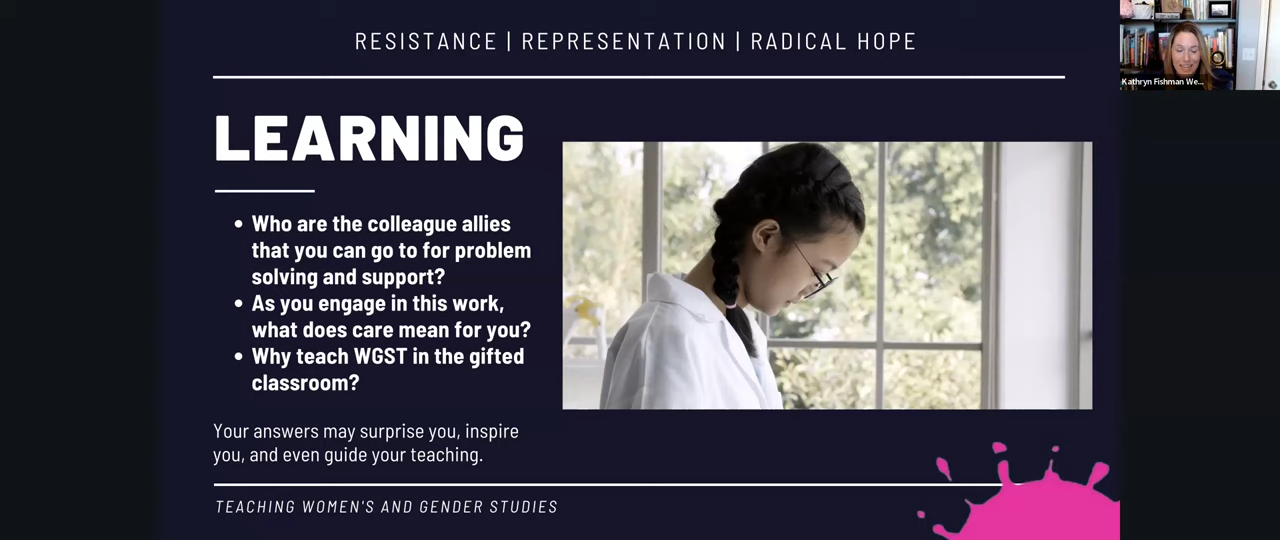 RESISTANCE | REPRESENTATION | RADICAL HOPE
LEARNING
• Who are the colleague allies
that you can go to for problem
solving and support?
• As you engage in this work,
what does care mean for you?
• Why teach WGST in the gifted
classroom?
Your answers may surprise you, inspire
you, and even guide your teaching.
TEACHING WOMEN'S AND GENDER STUDIES
Kathryn Fishman We...